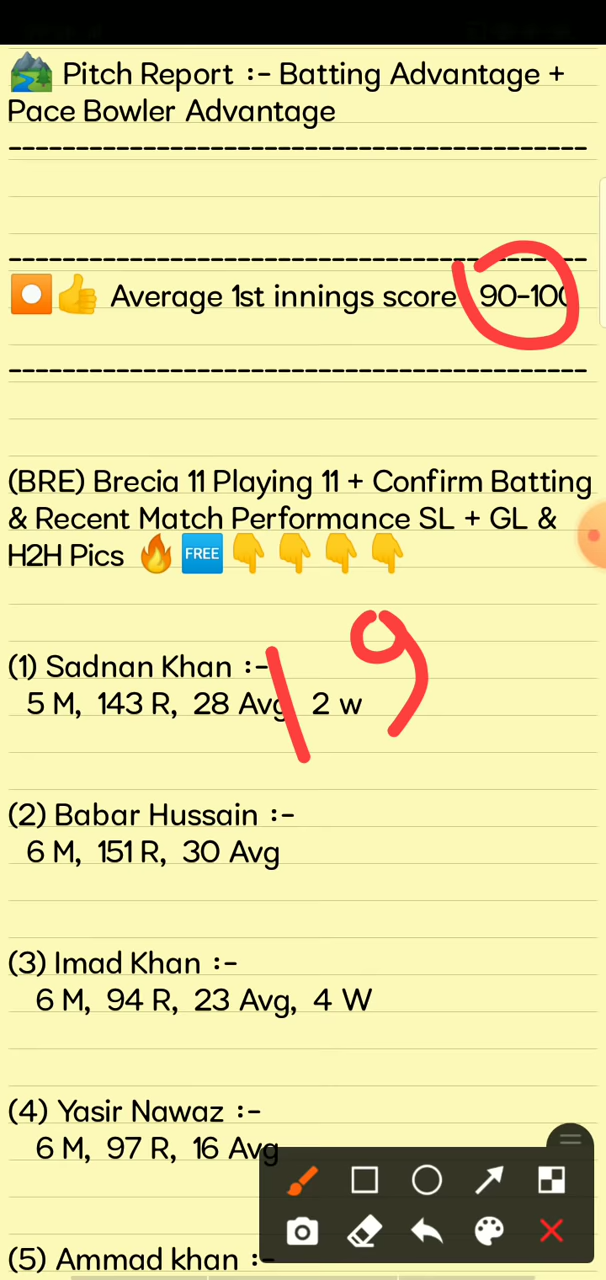 Pitch Report :- Batting Advantage +
Pace Bowler Advantage
Average 1st innings score 90-100
(BRE) Brecia 11 Playing 11 + Confirm Batting
& Recent Match Performance SL + GL &
H2H Pics 🔥 FREE 👇 👇 👇 👇
(1) Sadnan Khan :-
5 M, 143 R, 28 Avg 2 w
19
(2) Babar Hussain :-
6 M, 151 R, 30 Avg
(3) Imad Khan :-
6 M, 94 R, 23 Avg, 4 W
(4) Yasir Nawaz :-
6 M, 97 R, 16 Avg
(5) Ammad khan :-